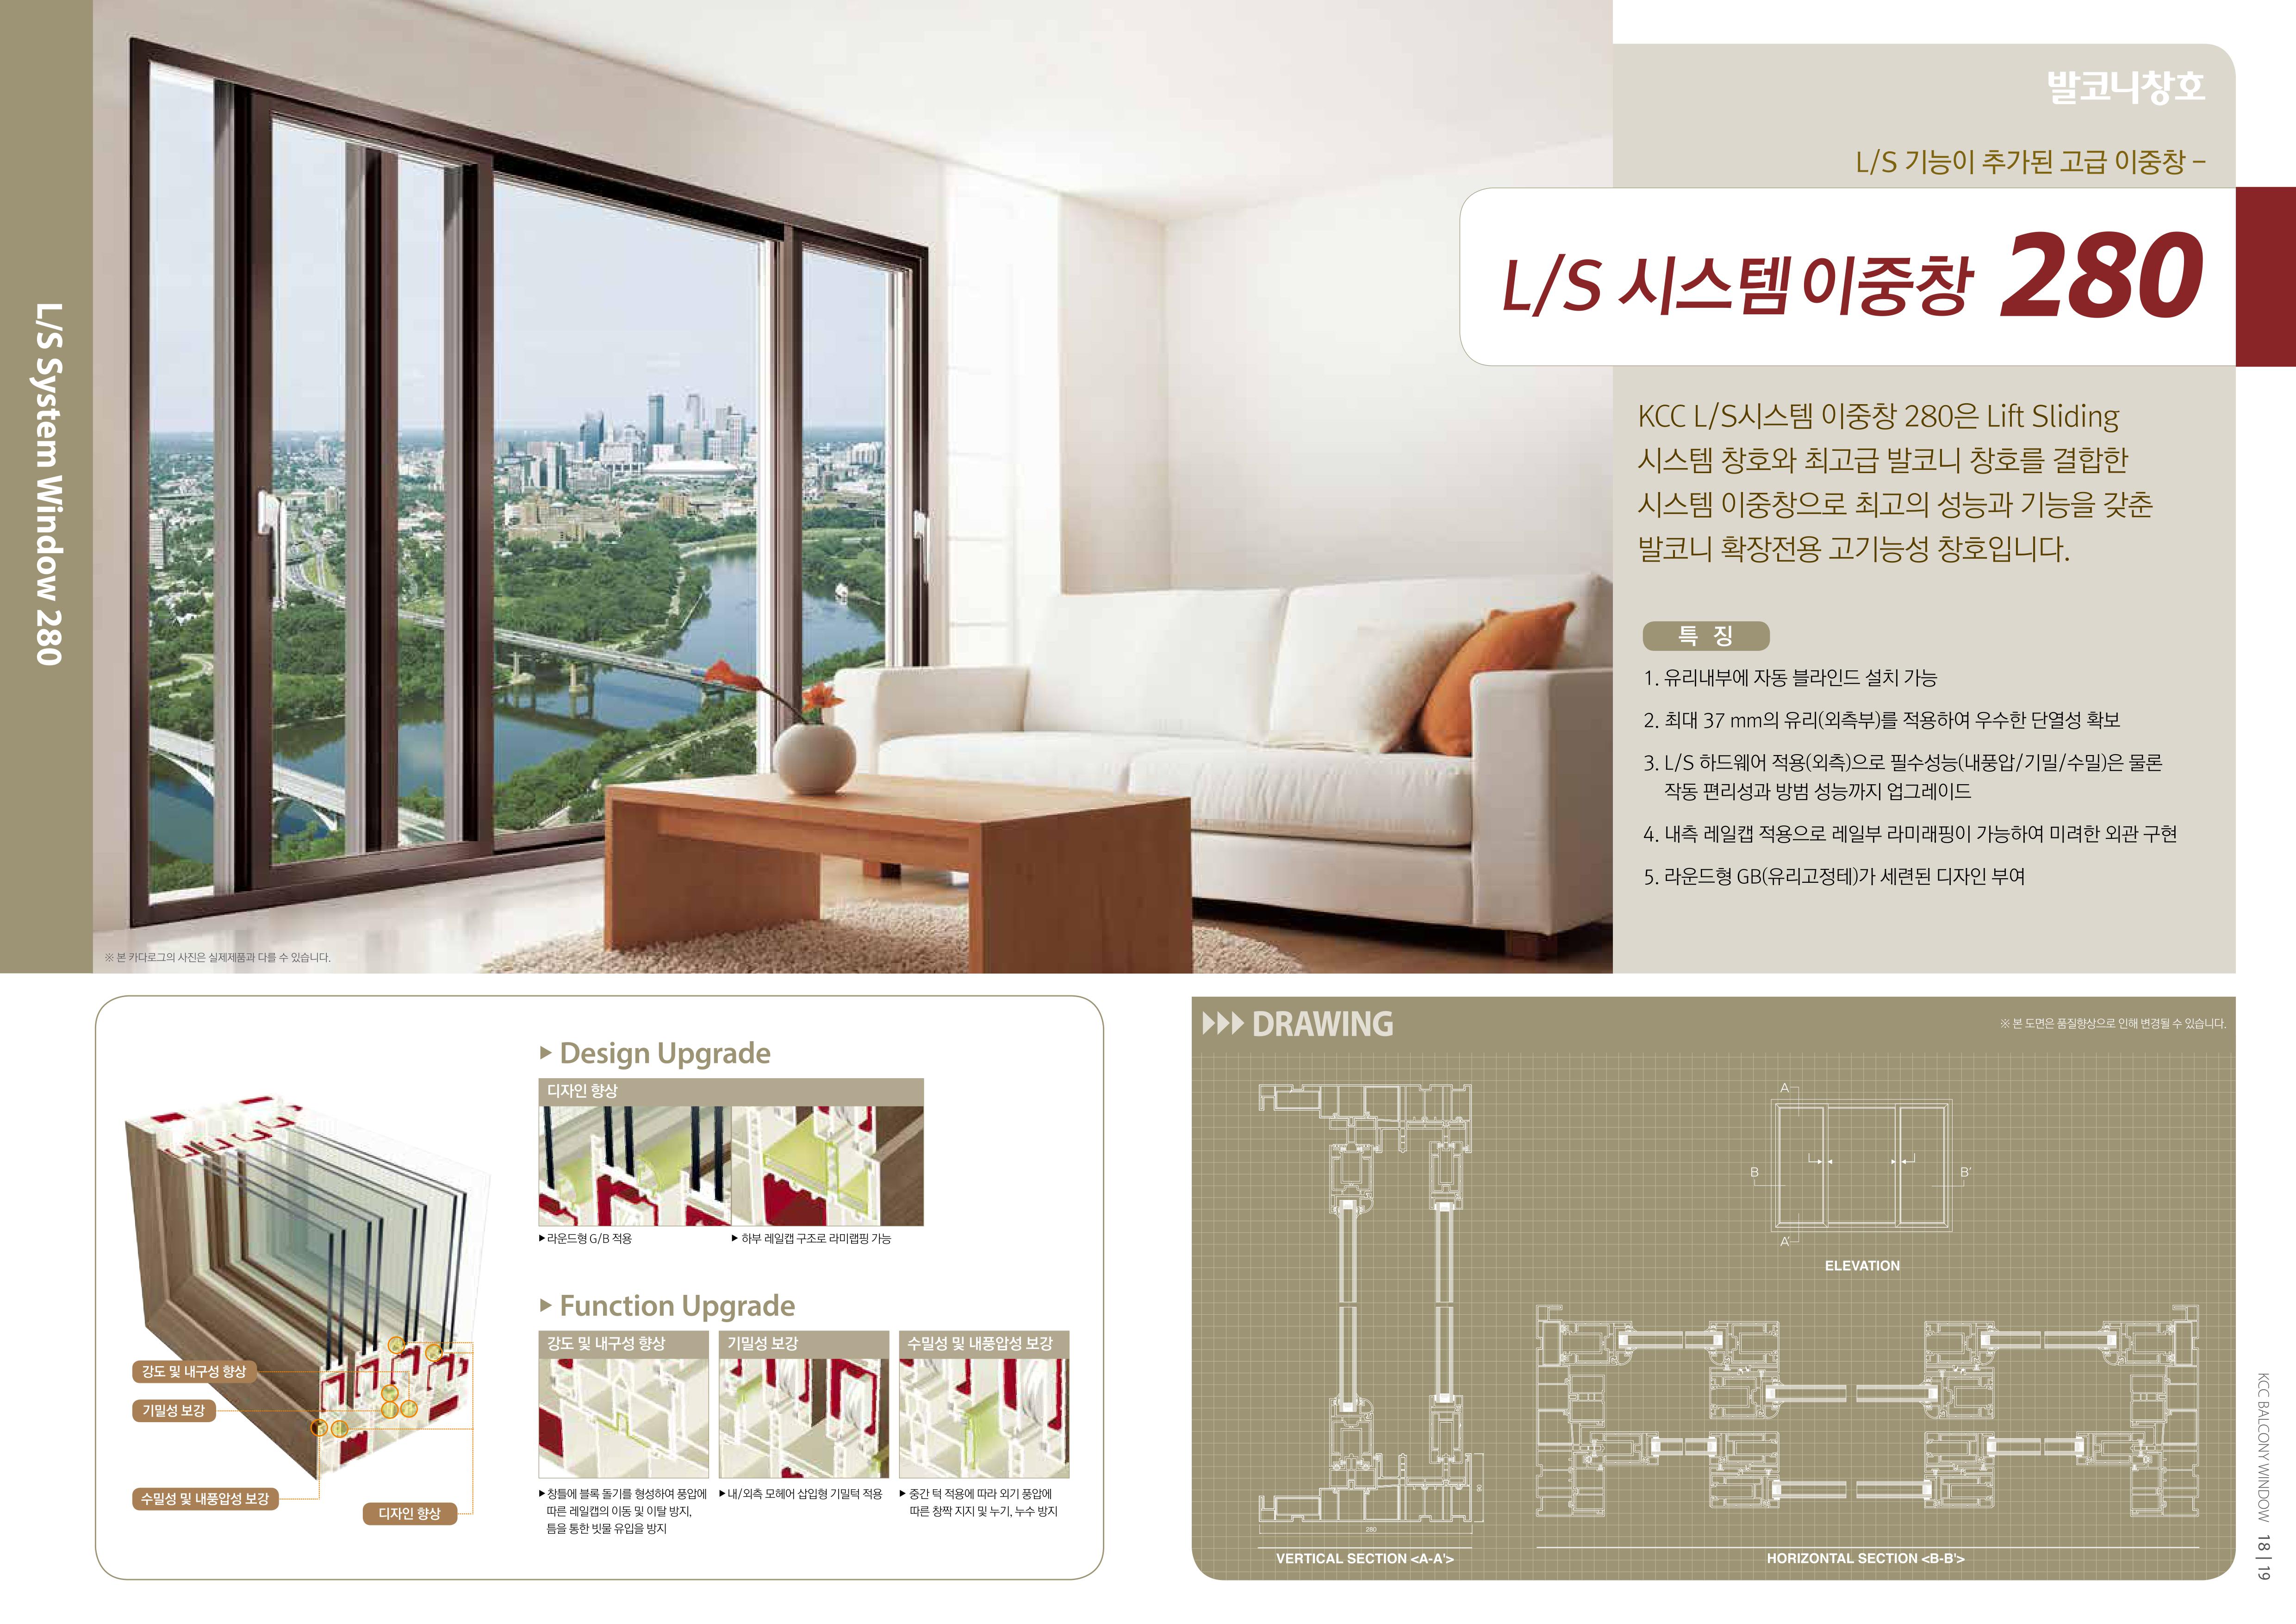 L/S System Window 280
발코니창호
L/S 기능이 추가된 고급 이중창 –
L/S 시스템 이중창 280
KCC L/S시스템 이중창 280은 Lift Sliding
시스템 창호와 최고급 발코니 창호를 결합한
시스템 이중창으로 최고의 성능과 기능을 갖춘
발코니 확장전용 고기능성 창호입니다.
특 징
1. 유리내부에 자동 블라인드 설치 가능
2. 최대 37 mm의 유리(외측부)를 적용하여 우수한 단열성 확보
3. L/S 하드웨어 적용(외측)으로 필수성능(내풍압/기밀/수밀)은 물론
작동 편리성과 방범 성능까지 업그레이드
4. 내측 레일캡 적용으로 레일부 라미래핑이 가능하여 미려한 외관 구현
5. 라운드형 GB(유리고정테)가 세련된 디자인 부여
※ 본 카다로그의 사진은 실제제품과 다를 수 있습니다.
강도 및 내구성 향상
기밀성 보강
수밀성 및 내풍압성 보강
디자인 향상
▶ Design Upgrade
디자인 향상
▶ 라운드형 G/B 적용
▶ 하부 레일캡 구조로 라미랩핑 가능
▶ Function Upgrade
강도 및 내구성 향상
▶ 창틀에 블록 돌기를 형성하여 풍압에
따른 레일캡의 이동 및 이탈 방지,
틈을 통한 빗물 유입을 방지
기밀성 보강
▶ 내/외측 모헤어 삽입형 기밀턱 적용
수밀성 및 내풍압성 보강
▶ 중간 턱 적용에 따라 외기 풍압에
따른 창짝 지지 및 누기, 누수 방지
DRAWING
※ 본 도면은 품질향상으로 인해 변경될 수 있습니다.
A
B
B'
A'
ELEVATION
90
280
VERTICAL SECTION <A-A'>
HORIZONTAL SECTION <B-B'>
KCC BALCONY WINDOW 18 | 19